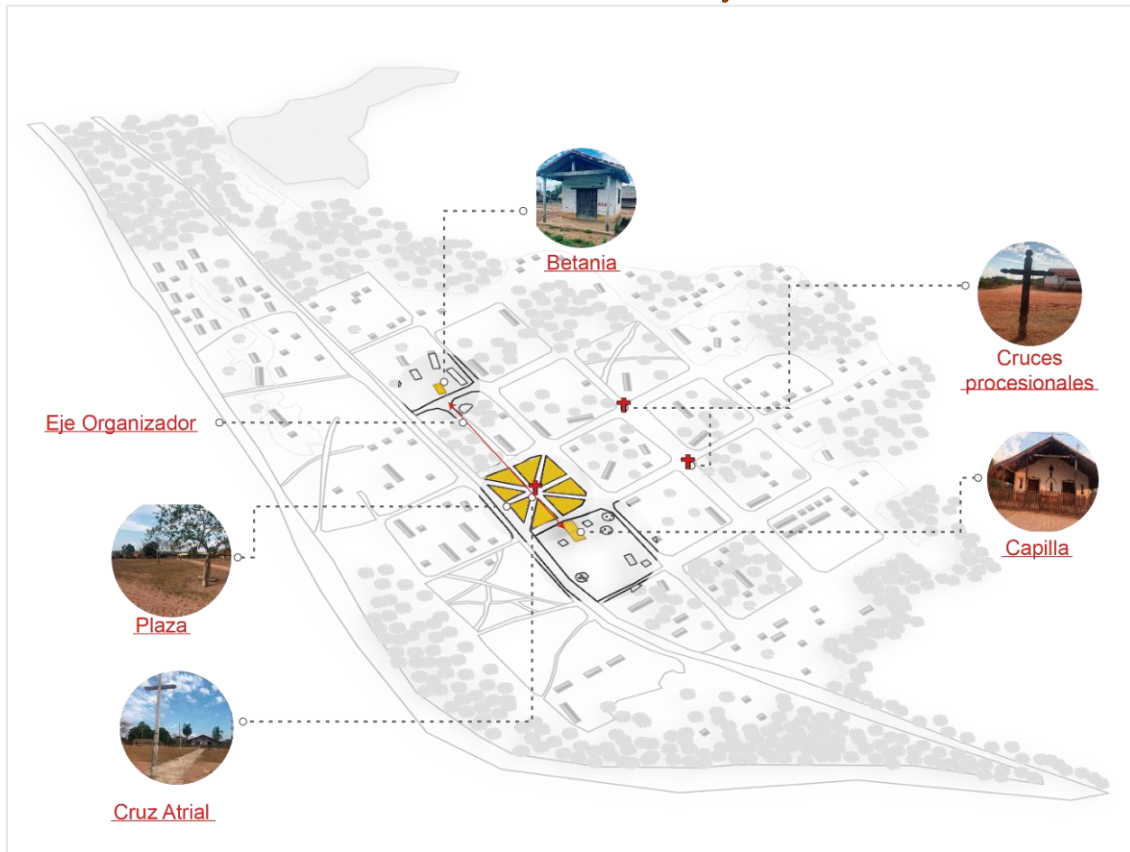 Betania
Cruces
procesionales
Eje Organizador
Capilla
Plaza
Cruz Atrial